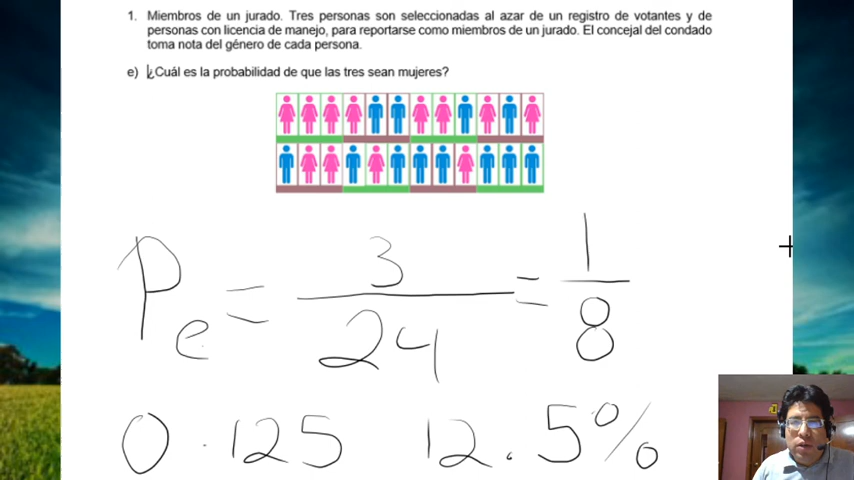 1. Miembros de un jurado. Tres personas son seleccionadas al azar de un registro de votantes y de
personas con licencia de manejo, para reportarse como miembros de un jurado. El concejal del condado
toma nota del género de cada persona.
e) ¿Cuál es la probabilidad de que las tres sean mujeres?
Pe = 3/24 = 1/8
0.125 12.5%